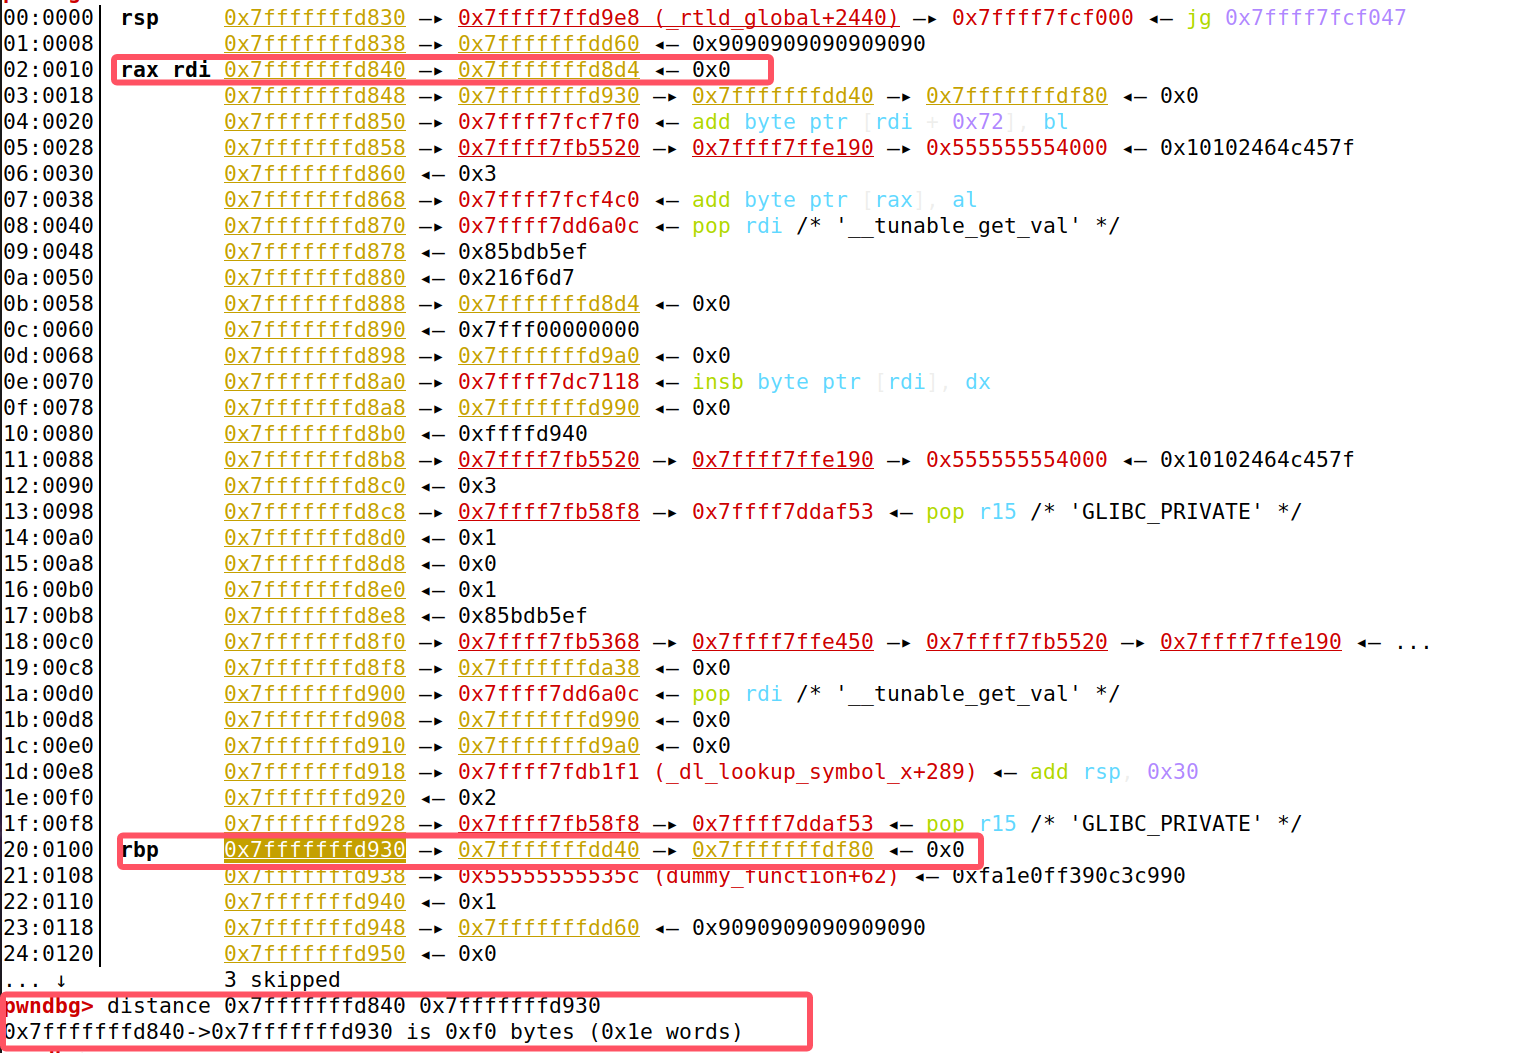 00:0000│ rsp 0x7fffffffd830 —▸ 0x7ffff7ffd9e8 (_rtld_global+2440) —▸ 0x7ffff7fcf000 ◂— jg 0x7ffff7fcf047
01:0008│ 0x7fffffffd838 —▸ 0x7fffffffdd60 ◂— 0x9090909090909090
02:0010│ rax rdi 0x7fffffffd840 —▸ 0x7fffffffd8d4 ◂— 0x0
03:0018│ 0x7fffffffd848 —▸ 0x7fffffffd930 —▸ 0x7fffffffdd40 —▸ 0x7fffffffdf80 ◂— 0x0
04:0020│ 0x7fffffffd850 —▸ 0x7ffff7fcf7f0 ◂— add byte ptr [rdi + 0x72], bl
05:0028│ 0x7fffffffd858 —▸ 0x7ffff7fb5520 —▸ 0x7ffff7ffe190 —▸ 0x555555554000 ◂— 0x10102464c457f
06:0030│ 0x7fffffffd860 ◂— 0x3
07:0038│ 0x7fffffffd868 —▸ 0x7ffff7fcf4c0 ◂— add byte ptr [rax], al
08:0040│ 0x7fffffffd870 —▸ 0x7ffff7dd6a0c ◂— pop rdi /* '__tunable_get_val' */
09:0048│ 0x7fffffffd878 ◂— 0x85bdb5ef
0a:0050│ 0x7fffffffd880 ◂— 0x216f6d7
0b:0058│ 0x7fffffffd888 —▸ 0x7fffffffd8d4 ◂— 0x0
0c:0060│ 0x7fffffffd890 ◂— 0x7fff00000000
0d:0068│ 0x7fffffffd898 —▸ 0x7fffffffd9a0 ◂— 0x0
0e:0070│ 0x7fffffffd8a0 —▸ 0x7ffff7dc7118 ◂— insb byte ptr [rdi], dx
0f:0078│ 0x7fffffffd8a8 —▸ 0x7fffffffd990 ◂— 0x0
10:0080│ 0x7fffffffd8b0 ◂— 0xffffd940
11:0088│ 0x7fffffffd8b8 —▸ 0x7ffff7fb5520 —▸ 0x7ffff7ffe190 —▸ 0x555555554000 ◂— 0x10102464c457f
12:0090│ 0x7fffffffd8c0 ◂— 0x3
13:0098│ 0x7fffffffd8c8 —▸ 0x7ffff7fb58f8 —▸ 0x7ffff7ddaf53 ◂— pop r15 /* 'GLIBC_PRIVATE' */
14:00a0│ 0x7fffffffd8d0 ◂— 0x1
15:00a8│ 0x7fffffffd8d8 ◂— 0x0
16:00b0│ 0x7fffffffd8e0 ◂— 0x1
17:00b8│ 0x7fffffffd8e8 ◂— 0x85bdb5ef
18:00c0│ 0x7fffffffd8f0 —▸ 0x7ffff7fb5368 —▸ 0x7ffff7ffe450 —▸ 0x7ffff7fb5520 —▸ 0x7ffff7ffe190 ◂— ...
19:00c8│ 0x7fffffffd8f8 —▸ 0x7fffffffda38 ◂— 0x0
1a:00d0│ 0x7fffffffd900 —▸ 0x7ffff7dd6a0c ◂— pop rdi /* '__tunable_get_val' */
1b:00d8│ 0x7fffffffd908 —▸ 0x7fffffffd990 ◂— 0x0
1c:00e0│ 0x7fffffffd910 —▸ 0x7fffffffd9a0 ◂— 0x0
1d:00e8│ 0x7fffffffd918 —▸ 0x7ffff7fdb1f1 (_dl_lookup_symbol_x+289) ◂— add rsp, 0x30
1e:00f0│ 0x7fffffffd920 ◂— 0x2
1f:00f8│ 0x7fffffffd928 —▸ 0x7ffff7fb58f8 —▸ 0x7ffff7ddaf53 ◂— pop r15 /* 'GLIBC_PRIVATE' */
20:0100│ rbp 0x7fffffffd930 —▸ 0x7fffffffdd40 —▸ 0x7fffffffdf80 ◂— 0x0
21:0108│ 0x7fffffffd938 —▸ 0x55555555535c (dummy_function+62) ◂— 0xfa1e0ff390c3c990
22:0110│ 0x7fffffffd940 ◂— 0x1
23:0118│ 0x7fffffffd948 —▸ 0x7fffffffdd60 ◂— 0x9090909090909090
24:0120│ 0x7fffffffd950 ◂— 0x0
... ↓ 3 skipped
pwndbg> distance 0x7fffffffd840 0x7fffffffd930
0x7fffffffd840->0x7fffffffd930 is 0xf0 bytes (0x1e words)